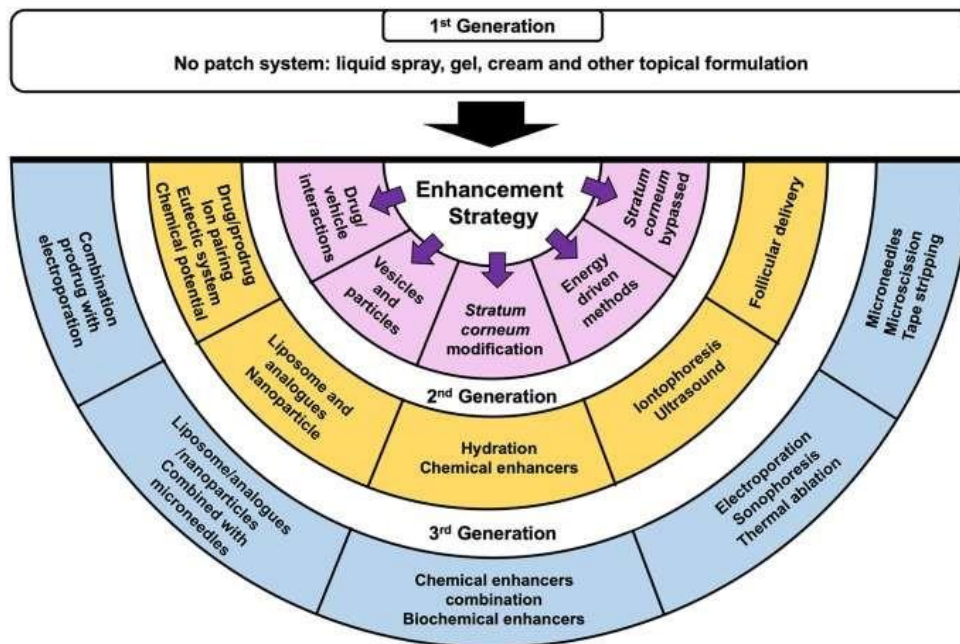 1st Generation
No patch system: liquid spray, gel, cream and other topical formulation
Enhancement
Strategy
Drug/
vehicle
interactions
Vesicles
and
particles
Stratum
corneum
modification
Energy
driven
methods
Stratum
corneum
bypassed
2nd Generation
Drug/prodrug
Ion pairing
Eutectic system
Chemical potential
Liposome and
analogues
Nanoparticle
Hydration
Chemical enhancers
Iontophoresis
Ultrasound
Follicular delivery
3rd Generation
Combination
prodrug with
electroporation
Liposome/analogues
/nanoparticles
Combined with
microneedles
Chemical enhancers
combination
Biochemical enhancers
Electroporation
Sonophoresis
Thermal ablation
Microneedles
Microscission
Tape stripping